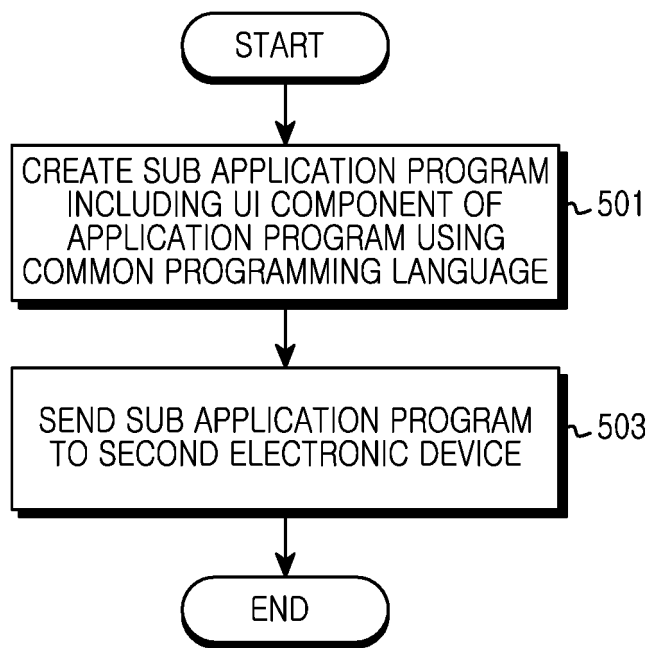 START
CREATE SUB APPLICATION PROGRAM
INCLUDING UI COMPONENT OF
APPLICATION PROGRAM USING
COMMON PROGRAMMING LANGUAGE
501
SEND SUB APPLICATION PROGRAM
TO SECOND ELECTRONIC DEVICE
503
END